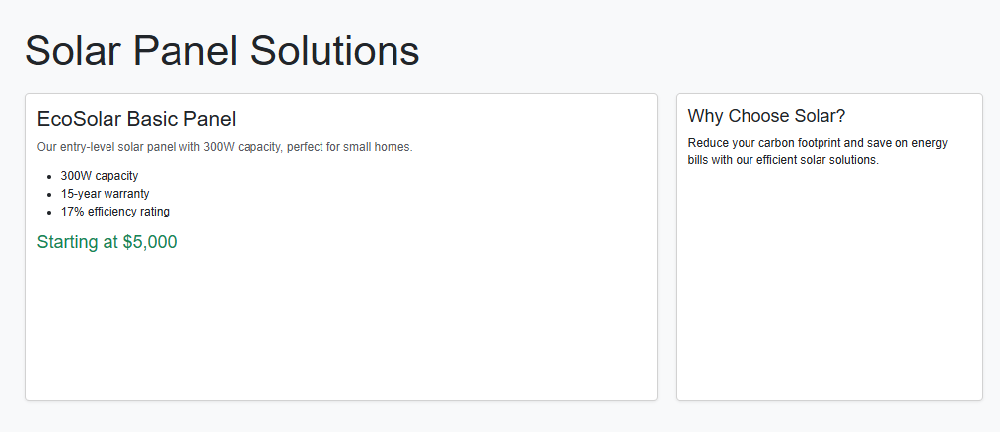 Solar Panel Solutions
EcoSolar Basic Panel
Our entry-level solar panel with 300W capacity, perfect for small homes.
• 300W capacity
• 15-year warranty
• 17% efficiency rating
Starting at $5,000
Why Choose Solar?
Reduce your carbon footprint and save on energy
bills with our efficient solar solutions.